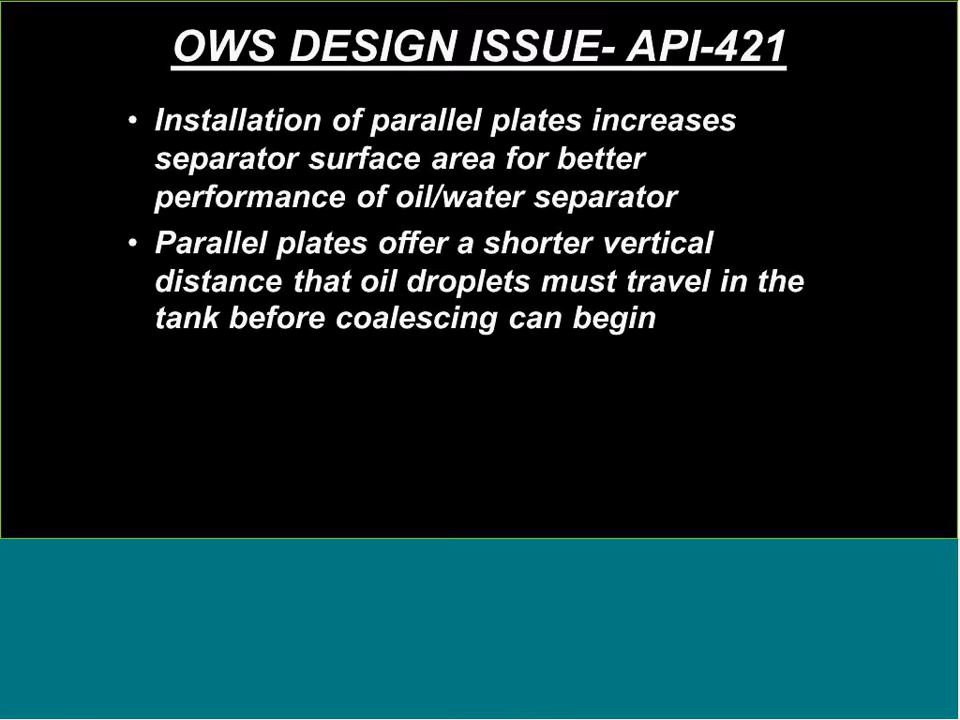 OWS DESIGN ISSUE- API-421
• Installation of parallel plates increases
separator surface area for better
performance of oil/water separator
• Parallel plates offer a shorter vertical
distance that oil droplets must travel in the
tank before coalescing can begin